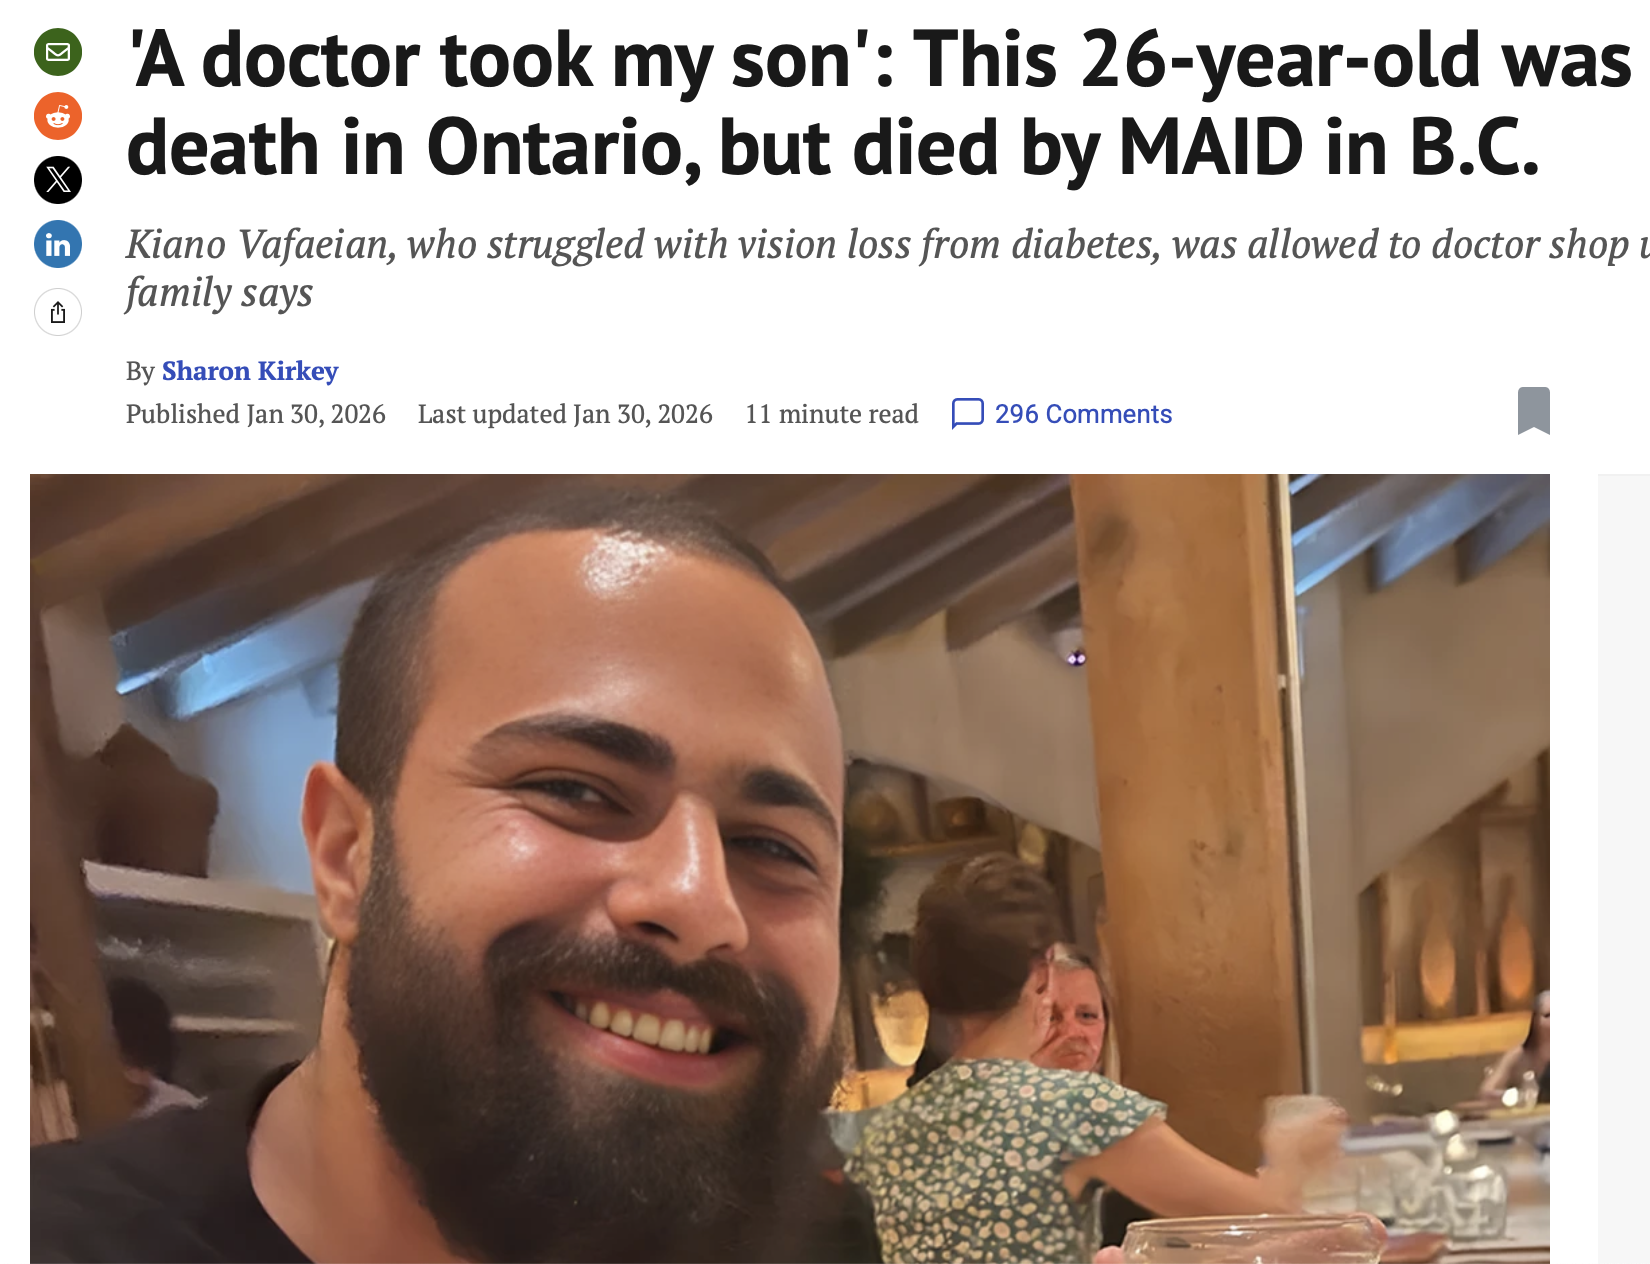 'A doctor took my son': This 26-year-old was
death in Ontario, but died by MAID in B.C.
Kiano Vafaeian, who struggled with vision loss from diabetes, was allowed to doctor shop
family says
By Sharon Kirkey
Published Jan 30, 2026 Last updated Jan 30, 2026 11 minute read 296 Comments
in